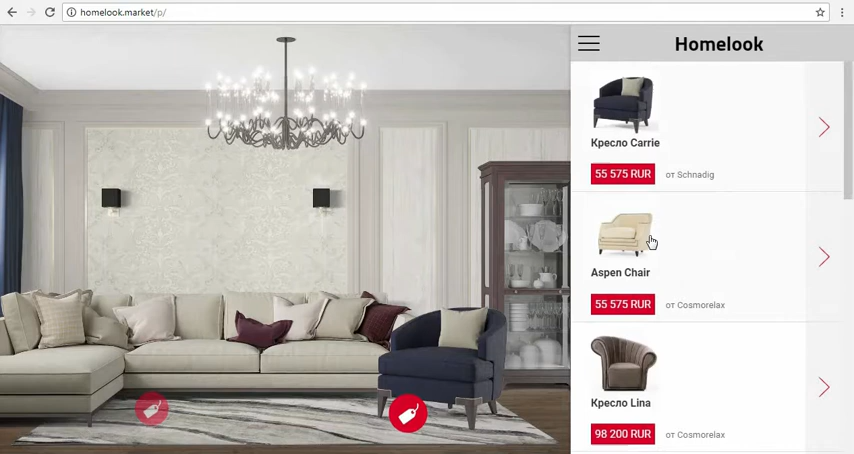 homelook.market/p/
Homelook
Кресло Carrie
55 575 RUR от Schnadig
Aspen Chair
55 575 RUR от Cosmorelax
Кресло Lina
98 200 RUR от Cosmorelax